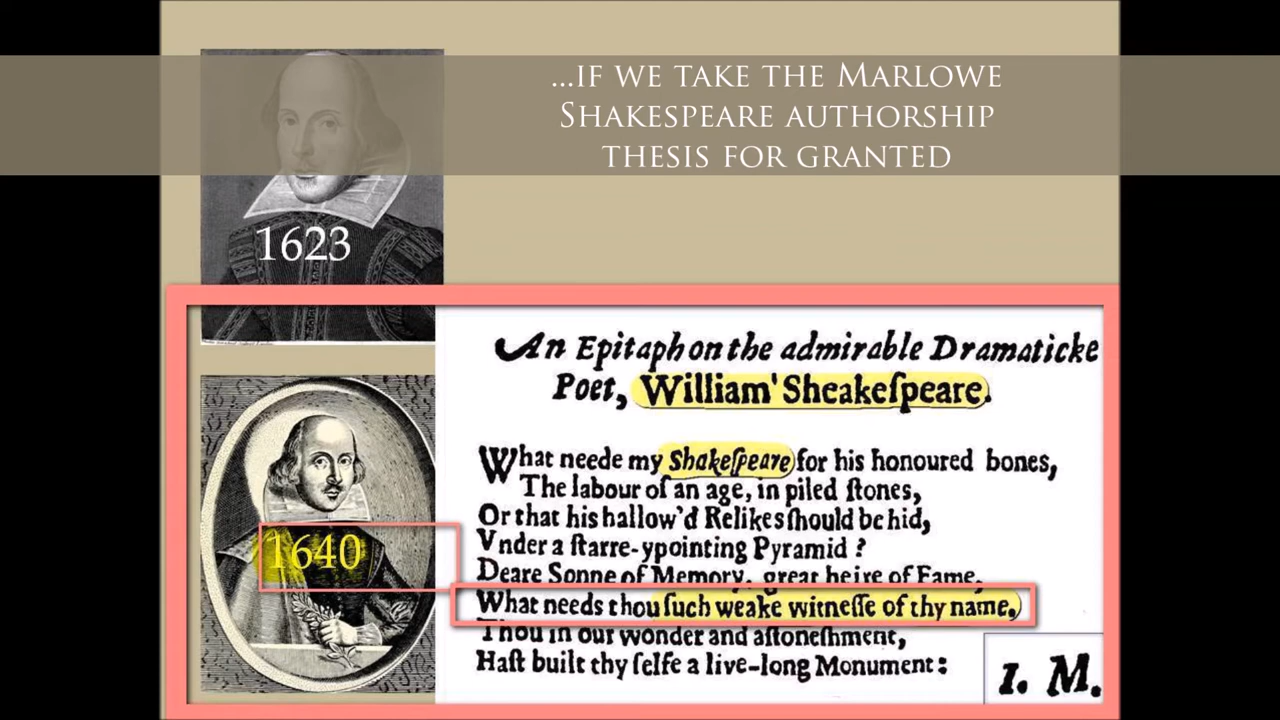 ...IF WE TAKE THE MARLOWE
SHAKESPEARE AUTHORSHIP
THESIS FOR GRANTED
1623
An Epitaph on the admirable Dramaticke
Poet, William' Sheakeſpeare.
What neede my Shakeſpeare for his honoured bones,
The labour of an age, in piled ſtones,
Or that his hallow'd Relikes ſhould be hid,
Vnder a ſtarre-ypointing Pyramid ?
Deare Sonne of Memory, great heire of Fame,
1640
What needs thou ſuch weake witneſſe of thy name,
Thou in our wonder and aſtoneſhment,
Haſt built thy ſelfe a live-long Monument:
I. M.